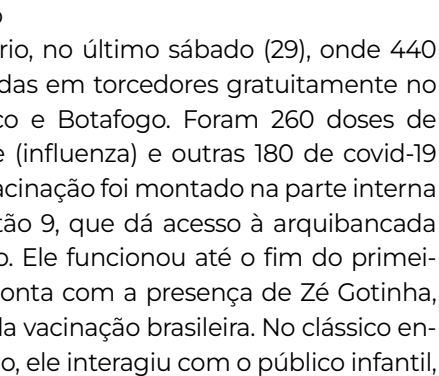 rio, no último sábado (29), onde 440
das em torcedores gratuitamente no
co e Botafogo. Foram 260 doses de
e (influenza) e outras 180 de covid-19
acinação foi montado na parte interna
tão 9, que dá acesso à arquibancada
o. Ele funcionou até o fim do primei-
onta com a presença de Zé Gotinha,
la vacinação brasileira. No clássico en-
o, ele interagiu com o público infantil,